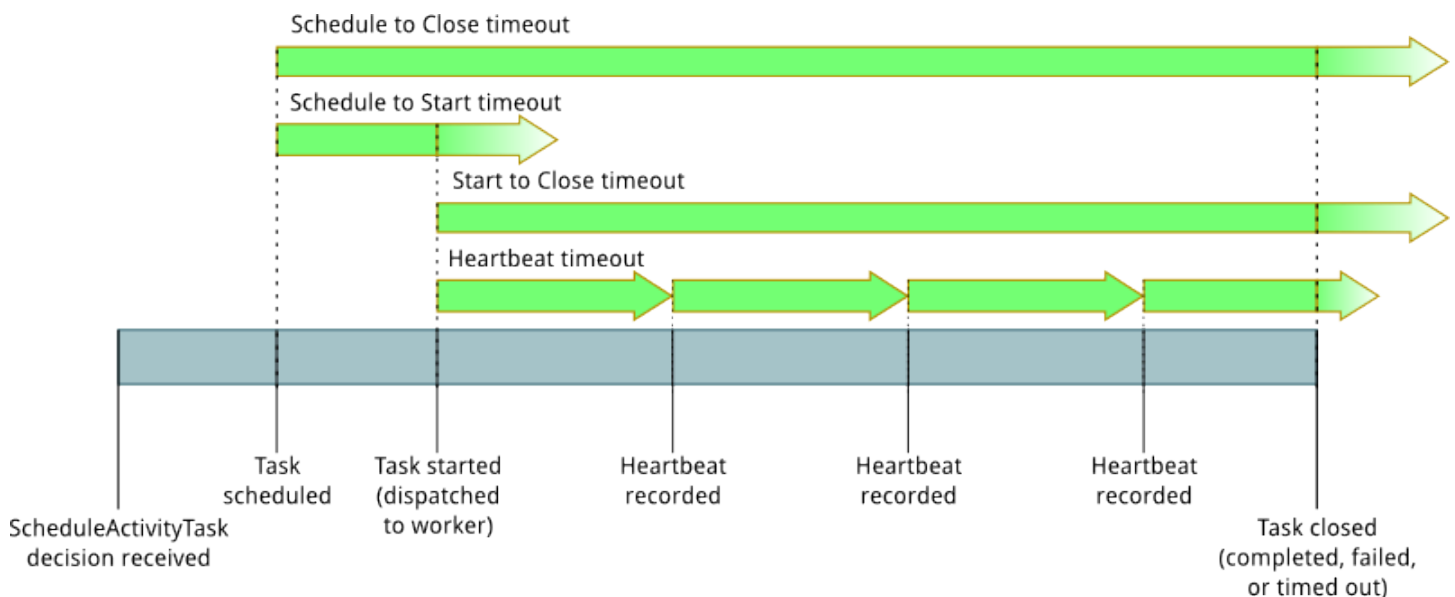 Schedule to Close timeout
Schedule to Start timeout
Start to Close timeout
Heartbeat timeout
Task
scheduled
Task started
(dispatched
to worker)
Heartbeat
recorded
Heartbeat
recorded
Heartbeat
recorded
ScheduleActivityTask
decision received
Task closed
(completed, failed,
or timed out)